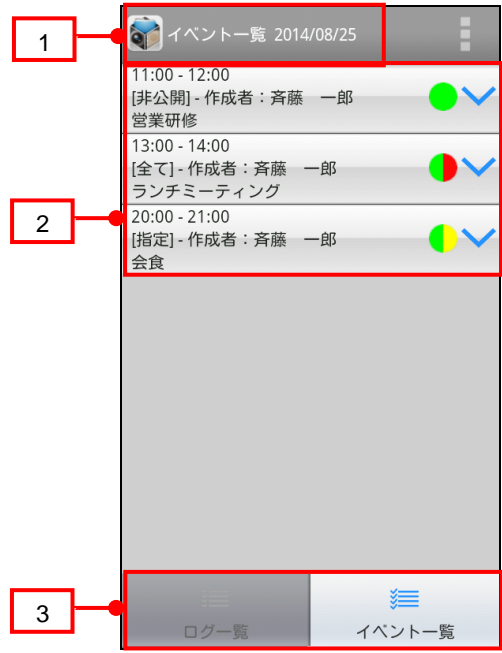 1
イベント一覧 2014/08/25
11:00 - 12:00
[非公開] - 作成者：斉藤　一郎
営業研修
13:00 - 14:00
[全て] - 作成者：斉藤　一郎
ランチミーティング
2
20:00 - 21:00
[指定] - 作成者：斉藤　一郎
会食
3
ログ一覧
イベント一覧